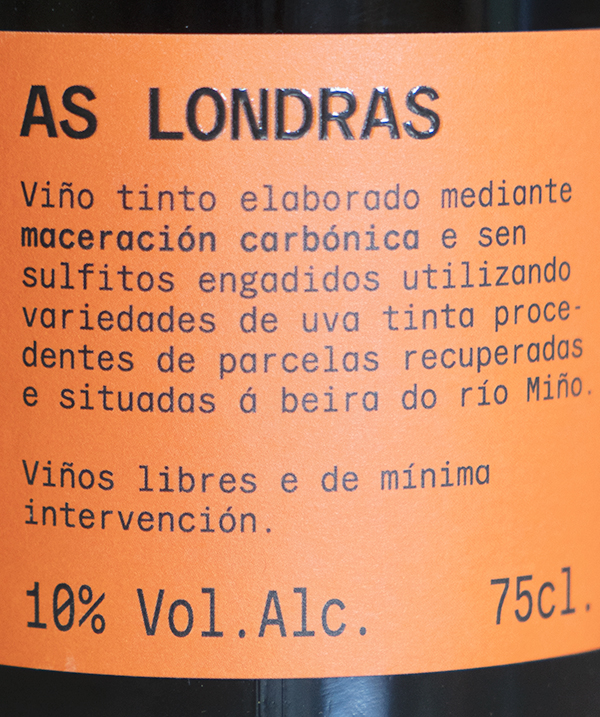 AS LONDRAS
Viño tinto elaborado mediante
maceración carbónica e sen
sulfitos engadidos utilizando
variedades de uva tinta proce-
dentes de parcelas recuperadas
e situadas á beira do río Miño.
Viños libres e de mínima
intervención.
10% Vol.Alc. 75cl.